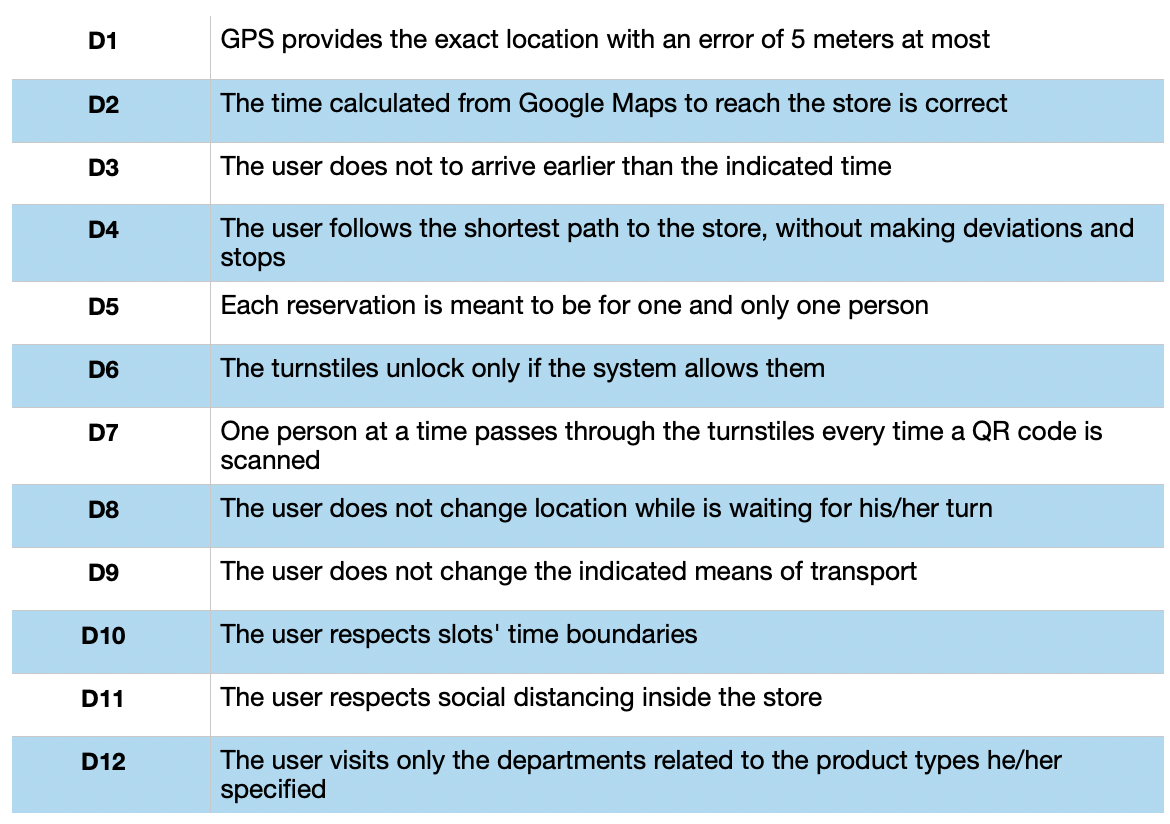 D1 GPS provides the exact location with an error of 5 meters at most
D2 The time calculated from Google Maps to reach the store is correct
D3 The user does not to arrive earlier than the indicated time
D4 The user follows the shortest path to the store, without making deviations and
stops
D5 Each reservation is meant to be for one and only one person
D6 The turnstiles unlock only if the system allows them
D7 One person at a time passes through the turnstiles every time a QR code is
scanned
D8 The user does not change location while is waiting for his/her turn
D9 The user does not change the indicated means of transport
D10 The user respects slots' time boundaries
D11 The user respects social distancing inside the store
D12 The user visits only the departments related to the product types he/her
specified